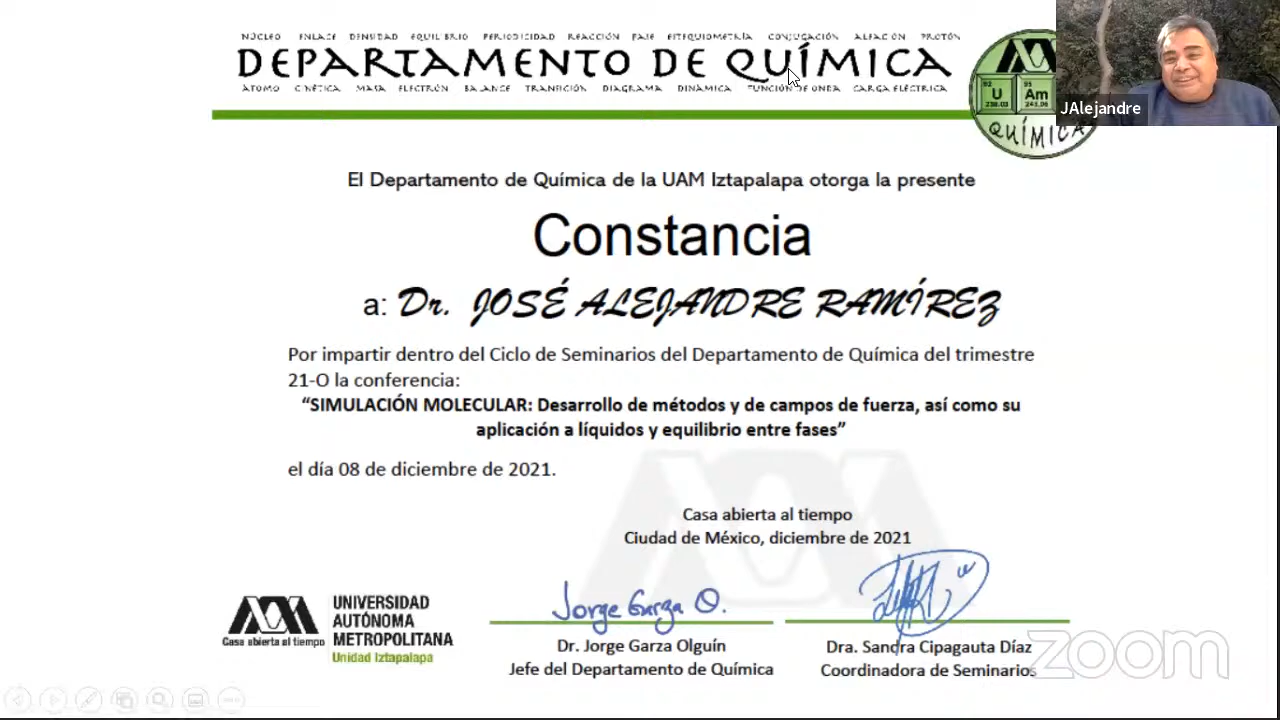 NÚCLEO ENLACE DENSIDAD EQUILIBRIO PERIODICIDAD REACCIÓN FASE ESTEQUIOMETRÍA CONJUGACIÓN PROTÓN
DEPARTAMENTO DE QUÍMICA
ÁTOMO CINÉTICA MASA ELECTRÓN BALANCE TRANSICIÓN DIAGRAMA DINÁMICA FUNCIÓN DE ONDA CARGA ELÉCTRICA
92 95
U Am
238.03 243.06
QUÍMICA
JAlejandre
El Departamento de Química de la UAM Iztapalapa otorga la presente
Constancia
a: Dr. JOSÉ ALEJANDRE RAMÍREZ
Por impartir dentro del Ciclo de Seminarios del Departamento de Química del trimestre
21-O la conferencia:
“SIMULACIÓN MOLECULAR: Desarrollo de métodos y de campos de fuerza, así como su
aplicación a líquidos y equilibrio entre fases”
el día 08 de diciembre de 2021.
Casa abierta al tiempo
Ciudad de México, diciembre de 2021
Casa abierta al tiempo
UNIVERSIDAD
AUTÓNOMA
METROPOLITANA
Unidad Iztapalapa
Jorge Garza O.
Dr. Jorge Garza Olguín
Jefe del Departamento de Química
Dra. Sandra Cipagauta Díaz
Coordinadora de Seminarios
zoom